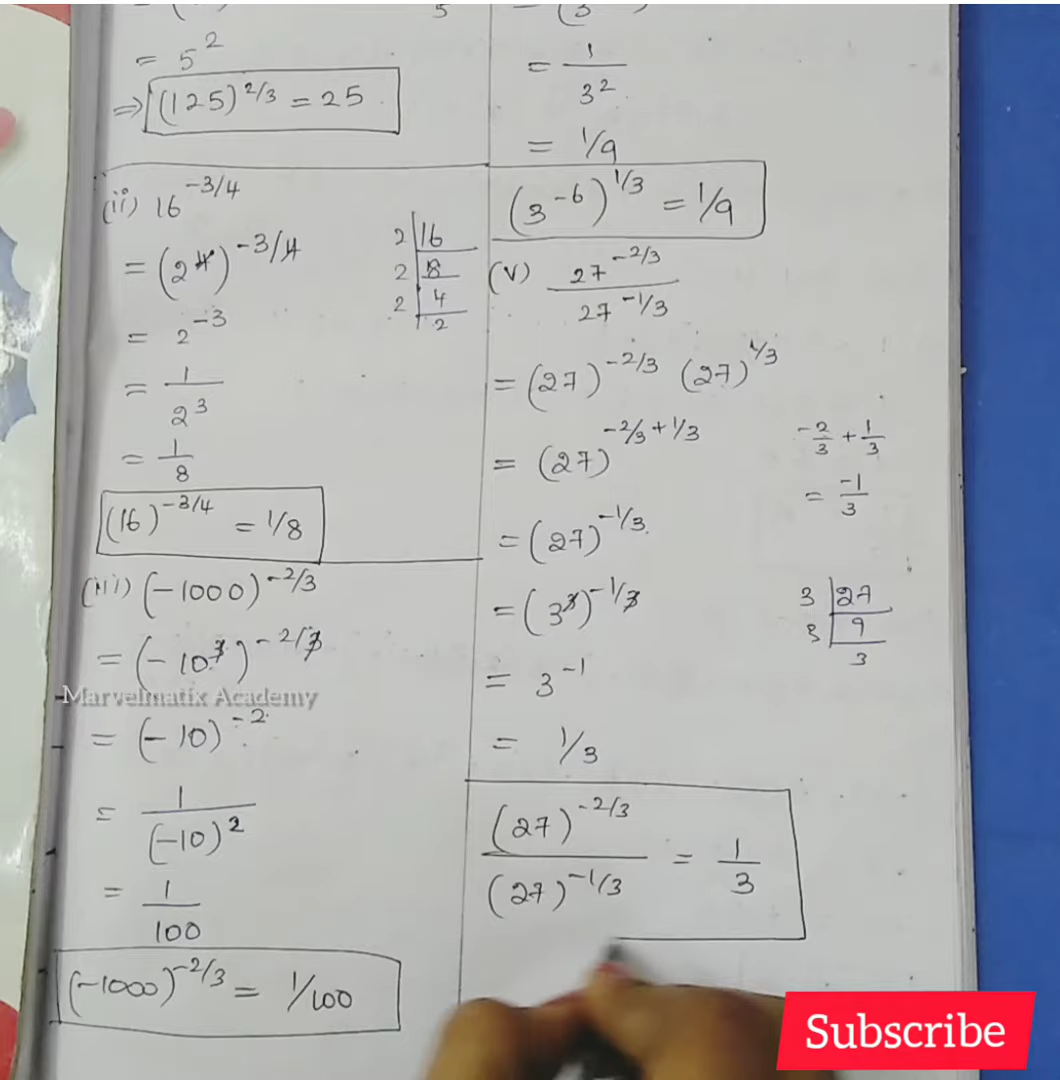 = 5²
⇒ (125)^2/3 = 25
(ii) 16^-3/4
= (2^4)^-3/4
2 | 16
2 | 8
2 | 4
2
= 2^-3
= 1/2³
= 1/8
(16)^-3/4 = 1/8
(iii) (-1000)^-2/3
= (-10³)^-2/3
Marvelmatix Academy
= (-10)^-2
= 1/(-10)²
= 1/100
(-1000)^-2/3 = 1/100
= 1/3²
= 1/9
(3^-6)^1/3 = 1/9
(V) 27^-2/3 / 27^-1/3
= (27)^-2/3 (27)^1/3
= (27)^-2/3+1/3
-2/3 + 1/3
= -1/3
= (27)^-1/3
= (3³)^-1/3
3 | 27
3 | 9
3
= 3^-1
= 1/3
(27)^-2/3 / (27)^-1/3 = 1/3
Subscribe